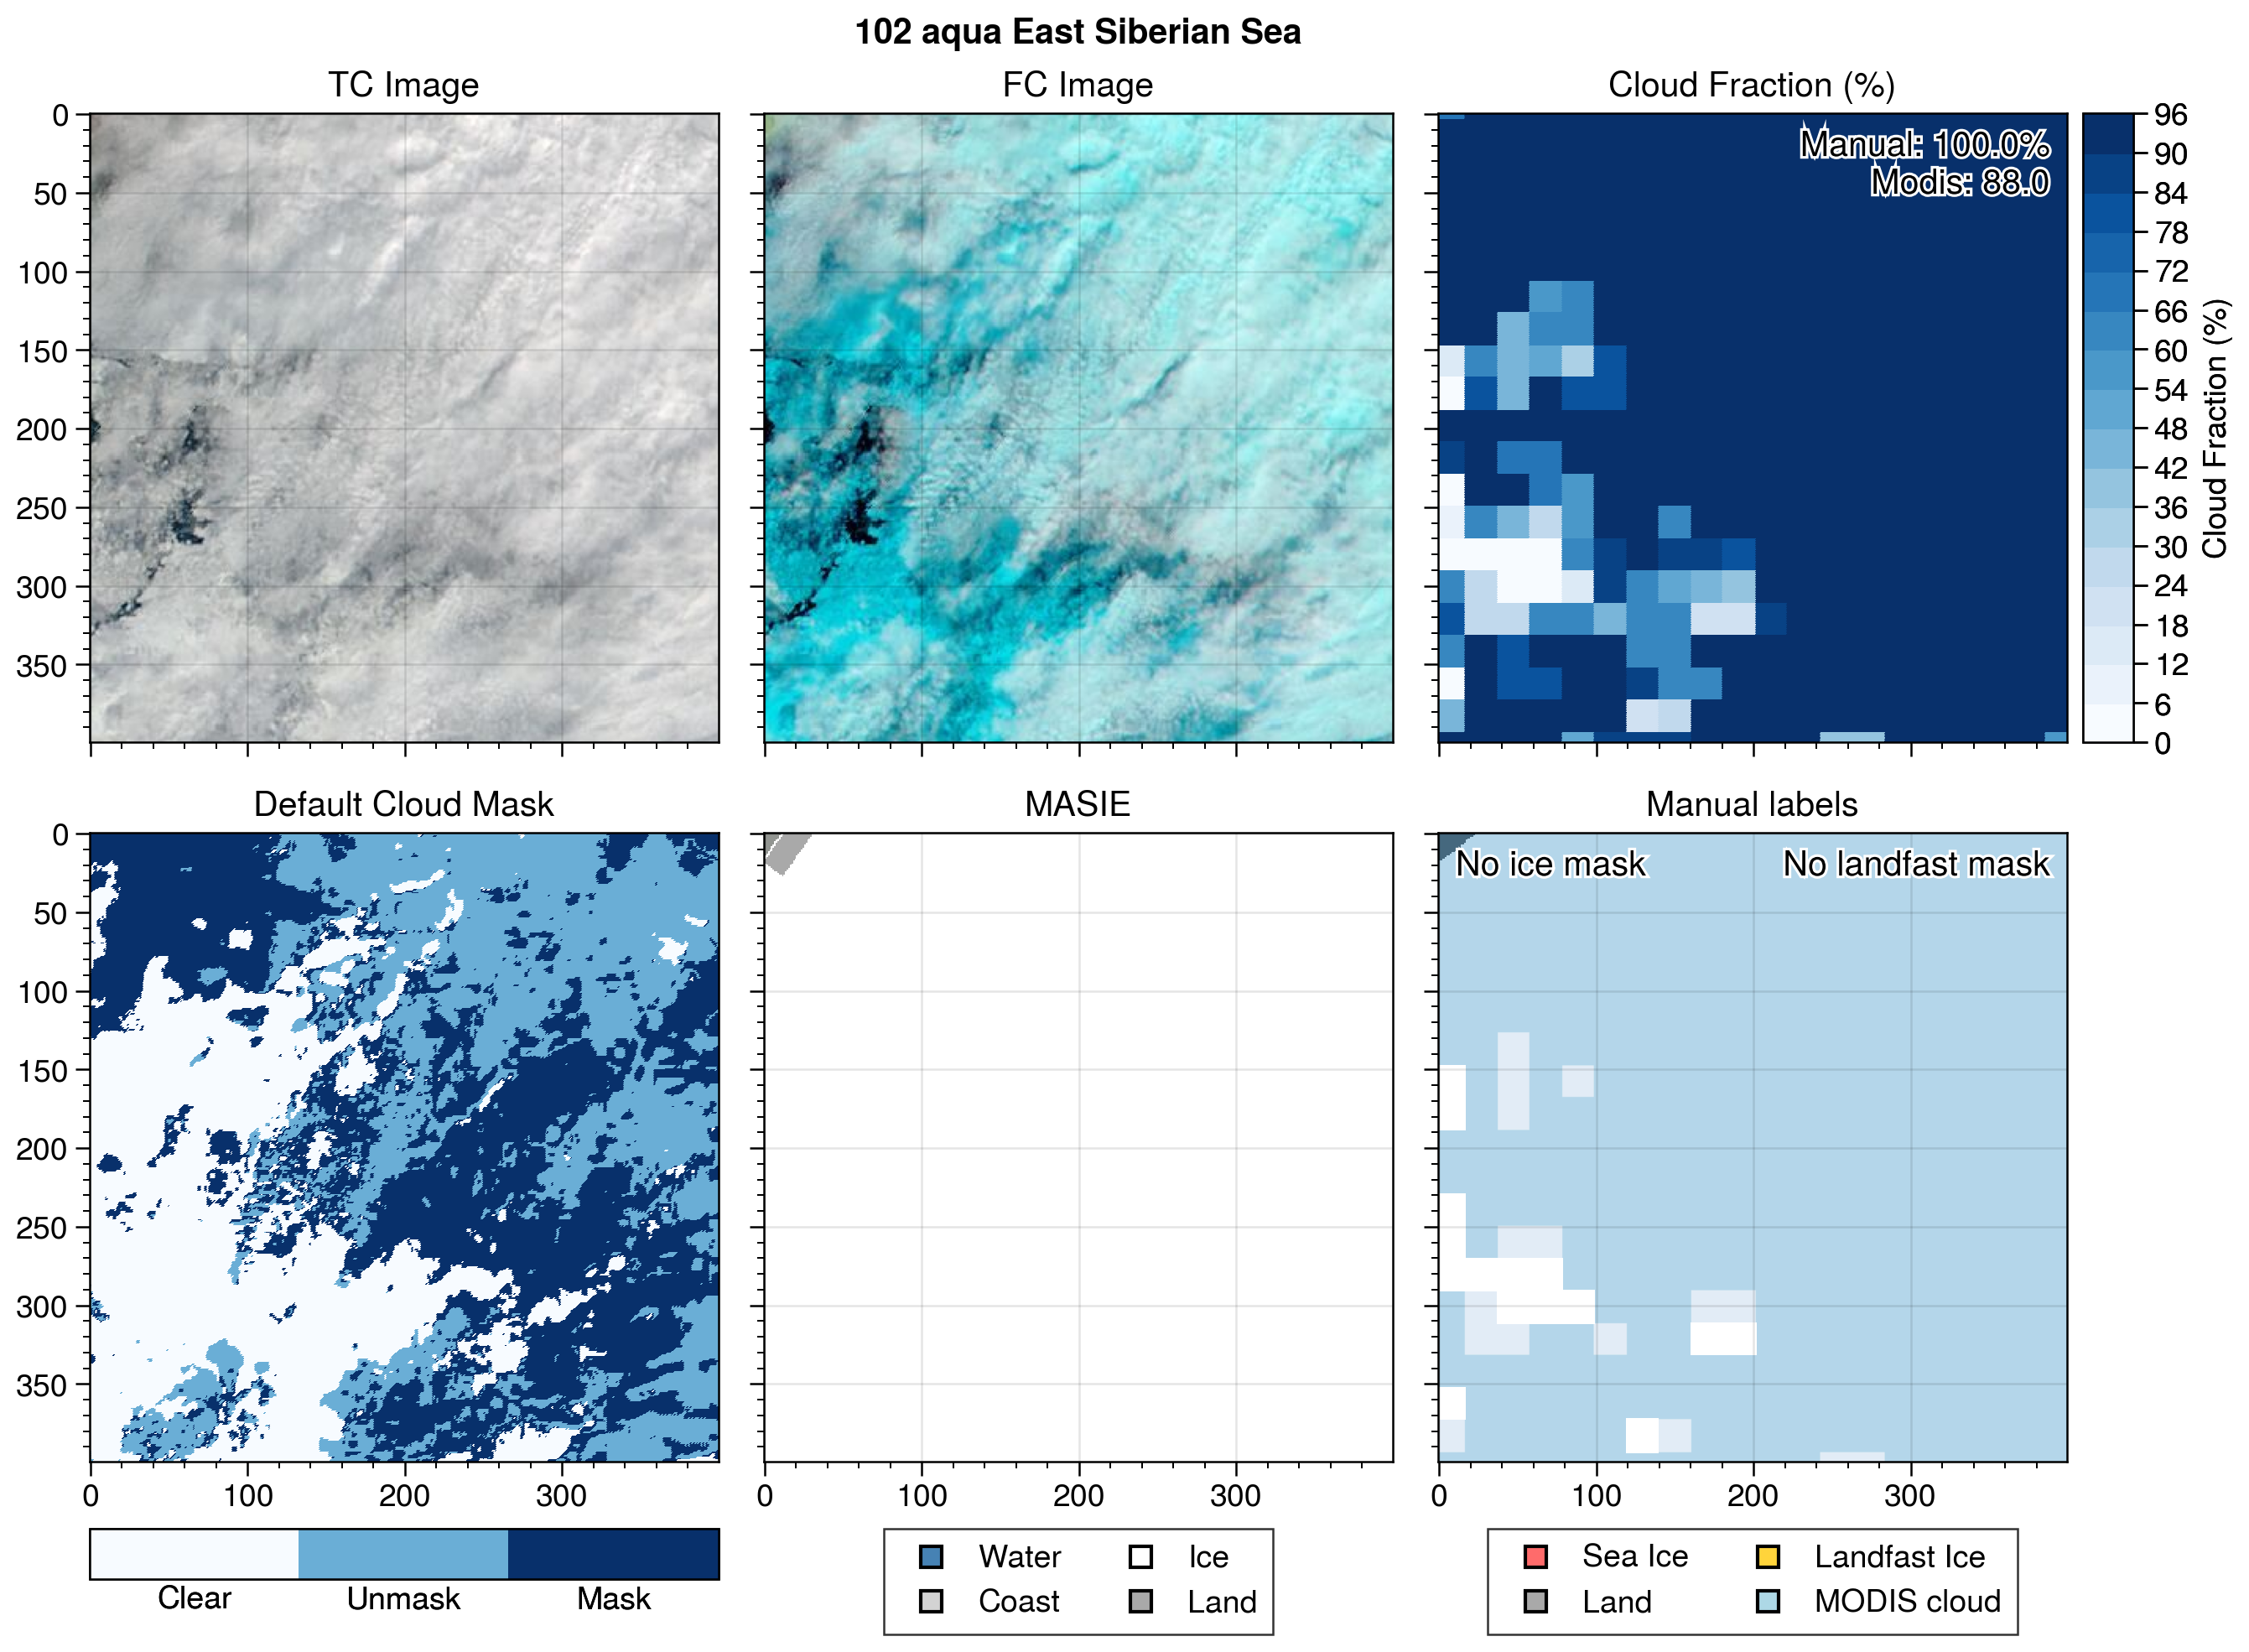 102 aqua East Siberian Sea
TC Image
FC Image
Cloud Fraction (%)
0
50
100
150
200
250
300
350
Manual: 100.0%
Modis: 88.0
96
90
84
78
72
66
60
54
48
42
36
30
24
18
12
6
0
Cloud Fraction (%)
Default Cloud Mask
MASIE
Manual labels
0
50
100
150
200
250
300
350
No ice mask
No landfast mask
0
100
200
300
0
100
200
300
0
100
200
300
Clear
Unmask
Mask
Water
Ice
Coast
Land
Sea Ice
Landfast Ice
Land
MODIS cloud